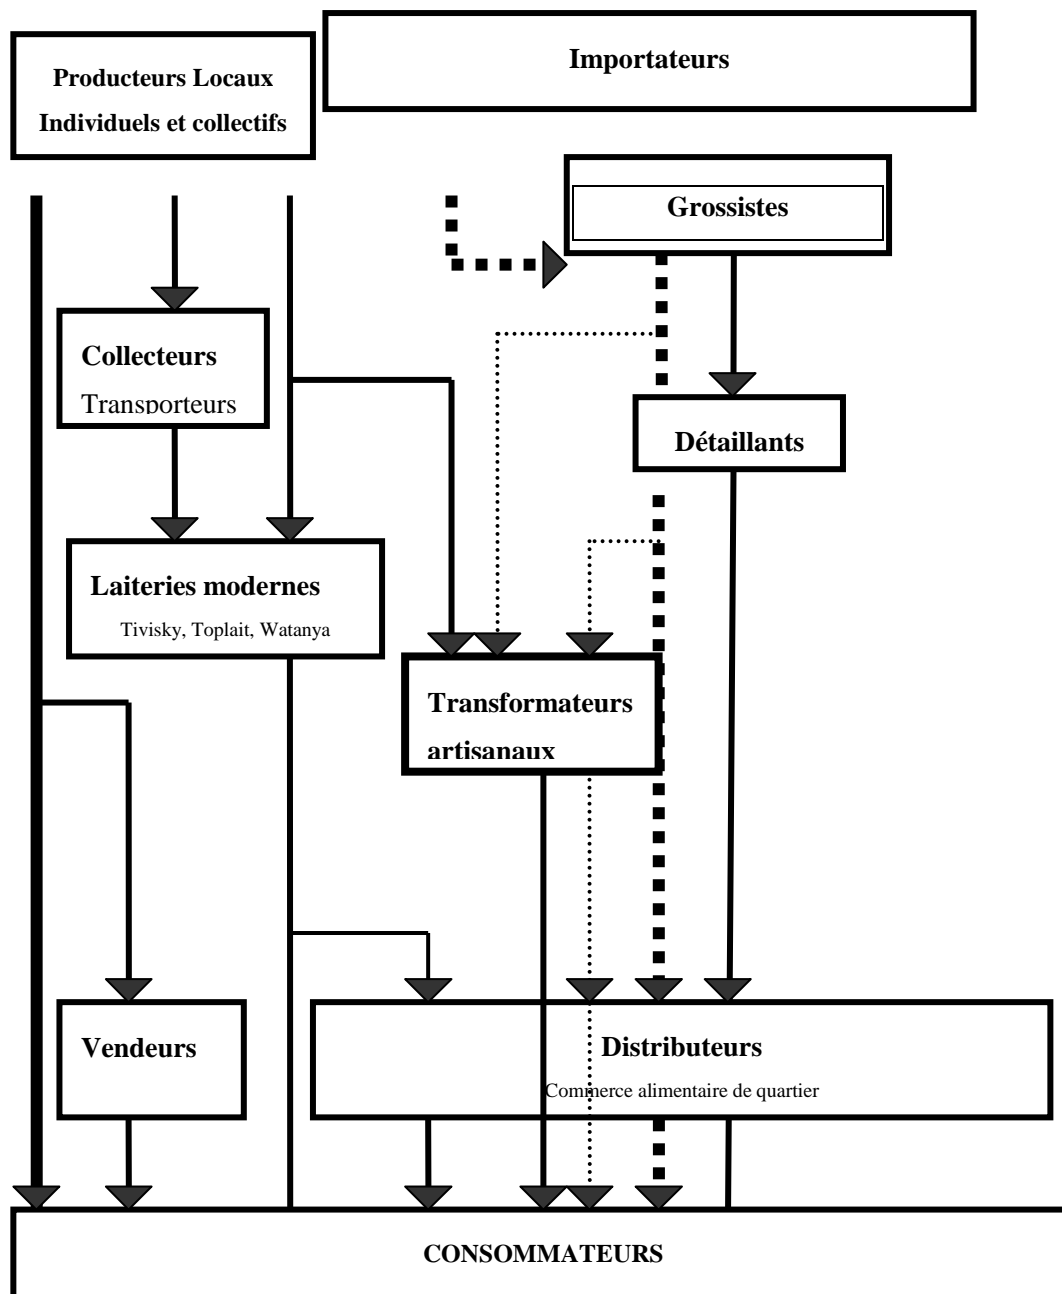 Producteurs Locaux
Individuels et collectifs
Importateurs
Grossistes
Collecteurs
Transporteurs
Détaillants
Laiteries modernes
Tivisky, Toplait, Watanya
Transformateurs
artisanaux
Vendeurs
Distributeurs
Commerce alimentaire de quartier
CONSOMMATEURS